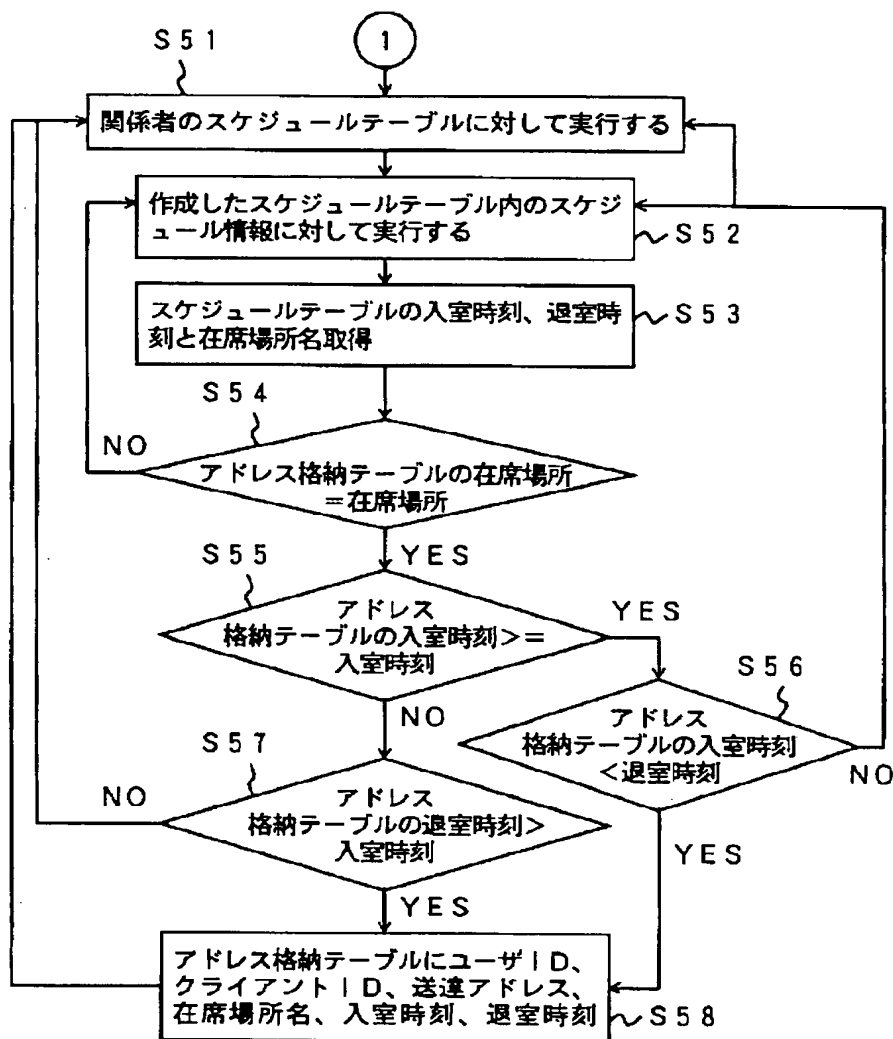 S51
1
関係者のスケジュールテーブルに対して実行する
作成したスケジュールテーブル内のスケジ
ュール情報に対して実行する
S52
スケジュールテーブルの入室時刻、退室時
刻と在席場所名取得
S53
S54
NO
アドレス格納テーブルの在席場所
=在席場所
YES
S55
アドレス
格納テーブルの入室時刻>=
入室時刻
YES
NO
S56
アドレス
格納テーブルの入室時刻
<退室時刻
NO
YES
S57
NO
アドレス
格納テーブルの退室時刻>
入室時刻
YES
アドレス格納テーブルにユーザID、
クライアントID、送達アドレス、
在席場所名、入室時刻、退室時刻
S58